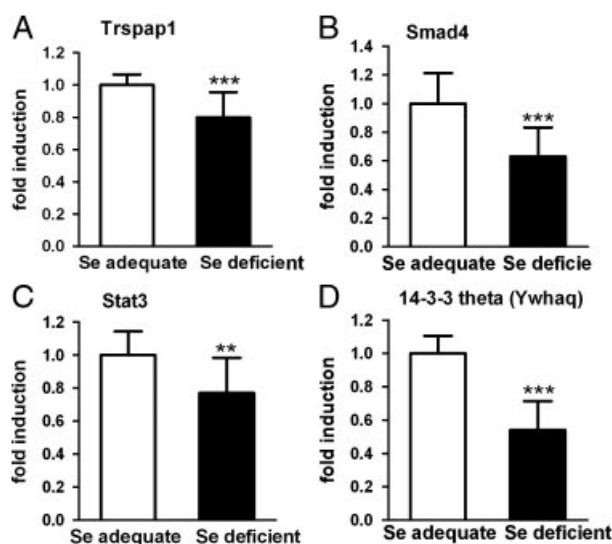 A
Trspap1
fold induction
1.2
1.0
0.8
0.6
0.4
0.2
0.0
***
Se adequate Se deficient
B
Smad4
fold induction
1.4
1.2
1.0
0.8
0.6
0.4
0.2
0.0
***
Se adequate Se deficie
C
Stat3
fold induction
1.2
1.0
0.8
0.6
0.4
0.2
0.0
**
Se adequate Se deficient
D
14-3-3 theta (Ywhaq)
fold induction
1.2
1.0
0.8
0.6
0.4
0.2
0.0
***
Se adequate Se deficient